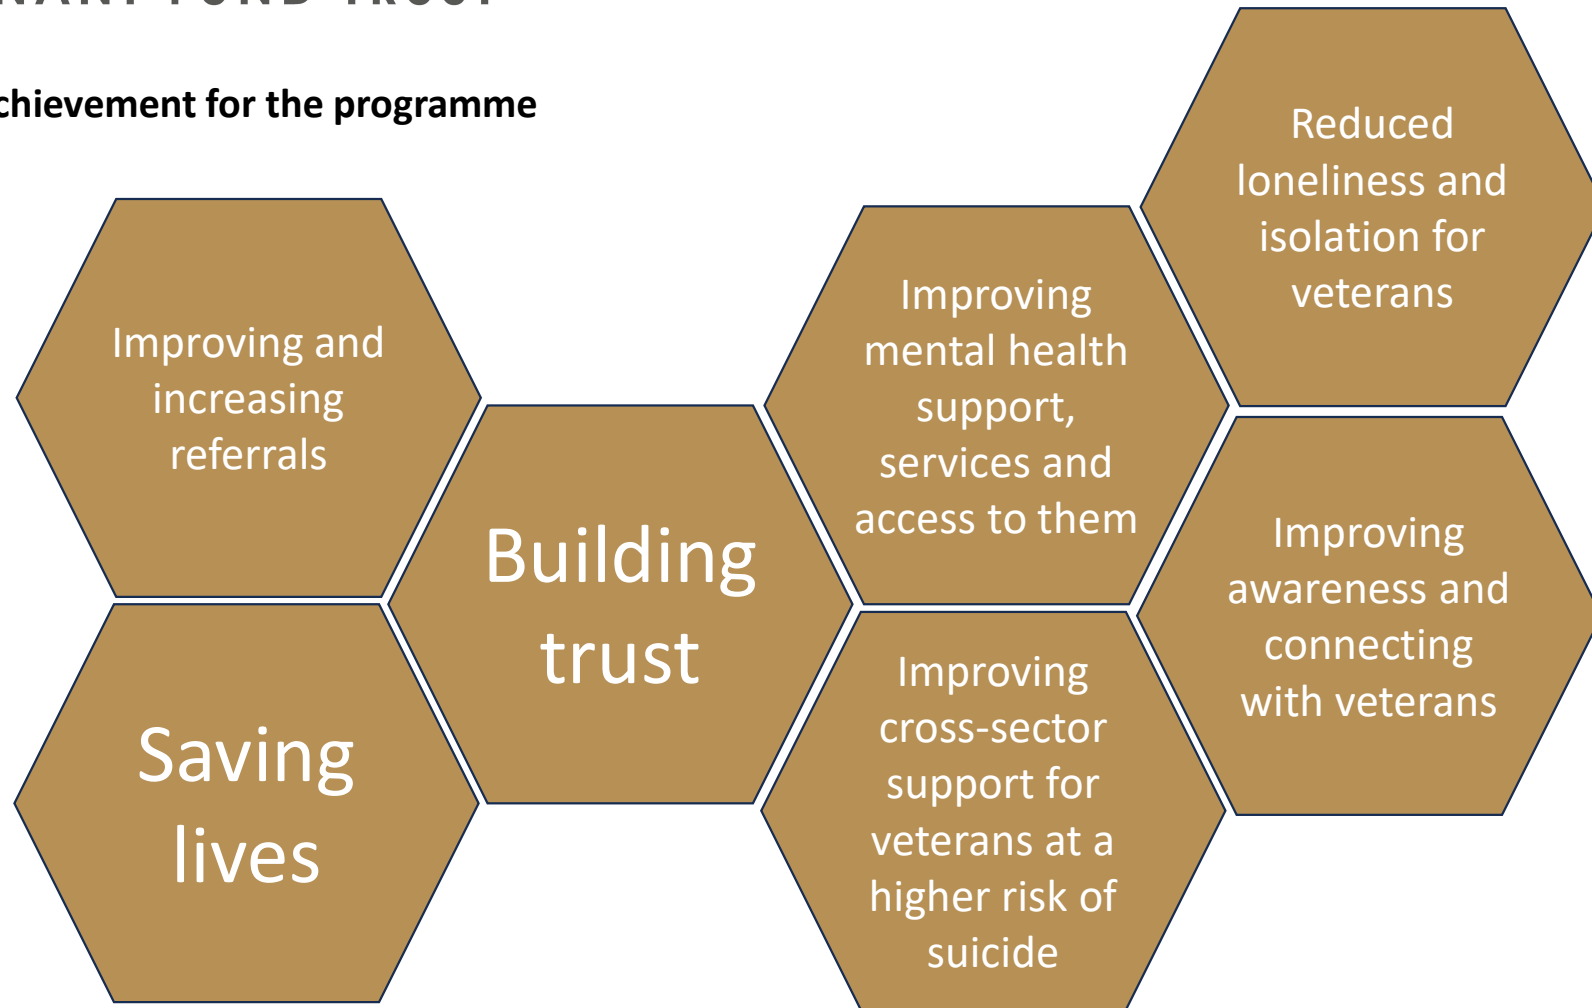 FUND TRUST
chievement for the programme
Improving and
increasing
referrals
Saving
lives
Building
trust
Improving
mental health
support,
services and
access to them
Improving
cross-sector
support for
veterans at a
higher risk of
suicide
Reduced
loneliness and
isolation for
veterans
Improving
awareness and
connecting
with veterans